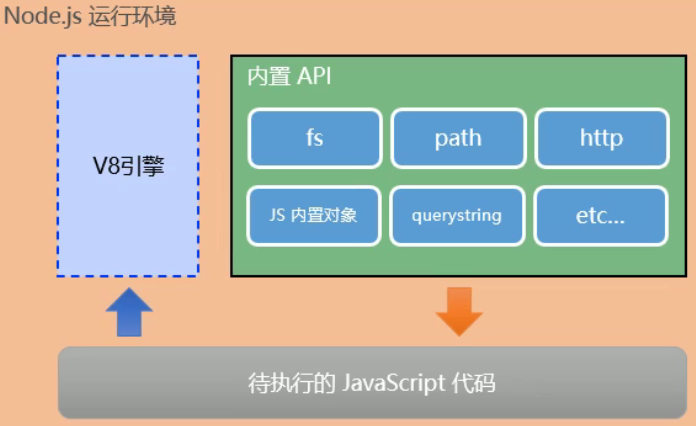 Node.js 运行环境
V8引擎
内置 API
fs
path
http
JS 内置对象
querystring
etc...
待执行的 JavaScript 代码